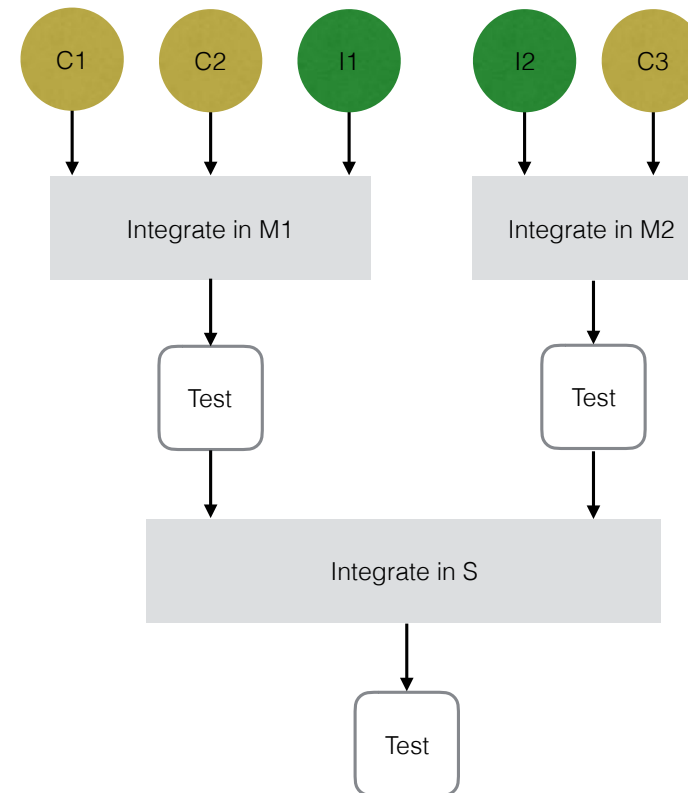 C1
C2
I1
I2
C3
Integrate in M1
Integrate in M2
Test
Test
Integrate in S
Test